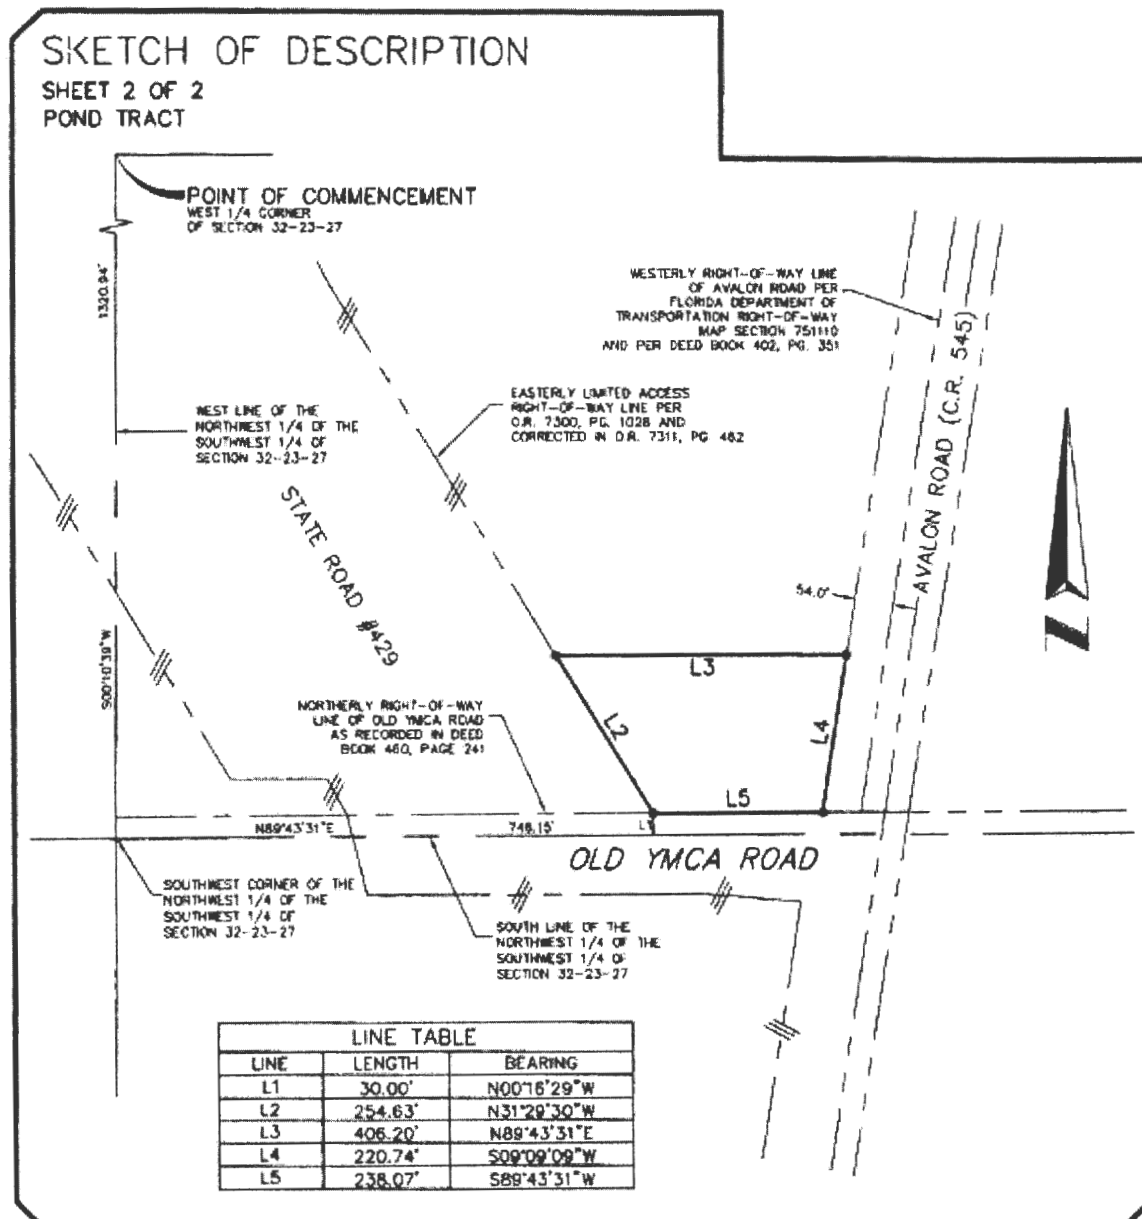 SKETCH OF DESCRIPTION
SHEET 2 OF 2
POND TRACT
POINT OF COMMENCEMENT
WEST 1/4 CORNER
OF SECTION 32-23-27
1320.94'
WESTERLY RIGHT-OF-WAY LINE
OF AVALON ROAD PER
FLORIDA DEPARTMENT OF
TRANSPORTATION RIGHT-OF-WAY
MAP SECTION 751110
AND PER DEED BOOK 402, PG. 351
EASTERLY LIMITED ACCESS
RIGHT-OF-WAY LINE PER
O.R. 7300, PG. 1028 AND
CORRECTED IN O.R. 7311, PG. 462
WEST LINE OF THE
NORTHWEST 1/4 OF THE
SOUTHWEST 1/4 OF
SECTION 32-23-27
AVALON ROAD (C.R. 545)
STATE ROAD #429
54.0'
S00°10'39"W
L3
L2
L4
NORTHERLY RIGHT-OF-WAY
LINE OF OLD YMCA ROAD
AS RECORDED IN DEED
BOOK 460, PAGE 241
L5
N89°43'31"E
746.15'
L1
OLD YMCA ROAD
SOUTHWEST CORNER OF THE
NORTHWEST 1/4 OF THE
SOUTHWEST 1/4 OF
SECTION 32-23-27
SOUTH LINE OF THE
NORTHWEST 1/4 OF THE
SOUTHWEST 1/4 OF
SECTION 32-23-27
LINE TABLE
LINE LENGTH BEARING
L1 30.00' N00°16'29"W
L2 254.63' N31°29'30"W
L3 406.20' N89°43'31"E
L4 220.74' S09°09'09"W
L5 238.07' S89°43'31"W